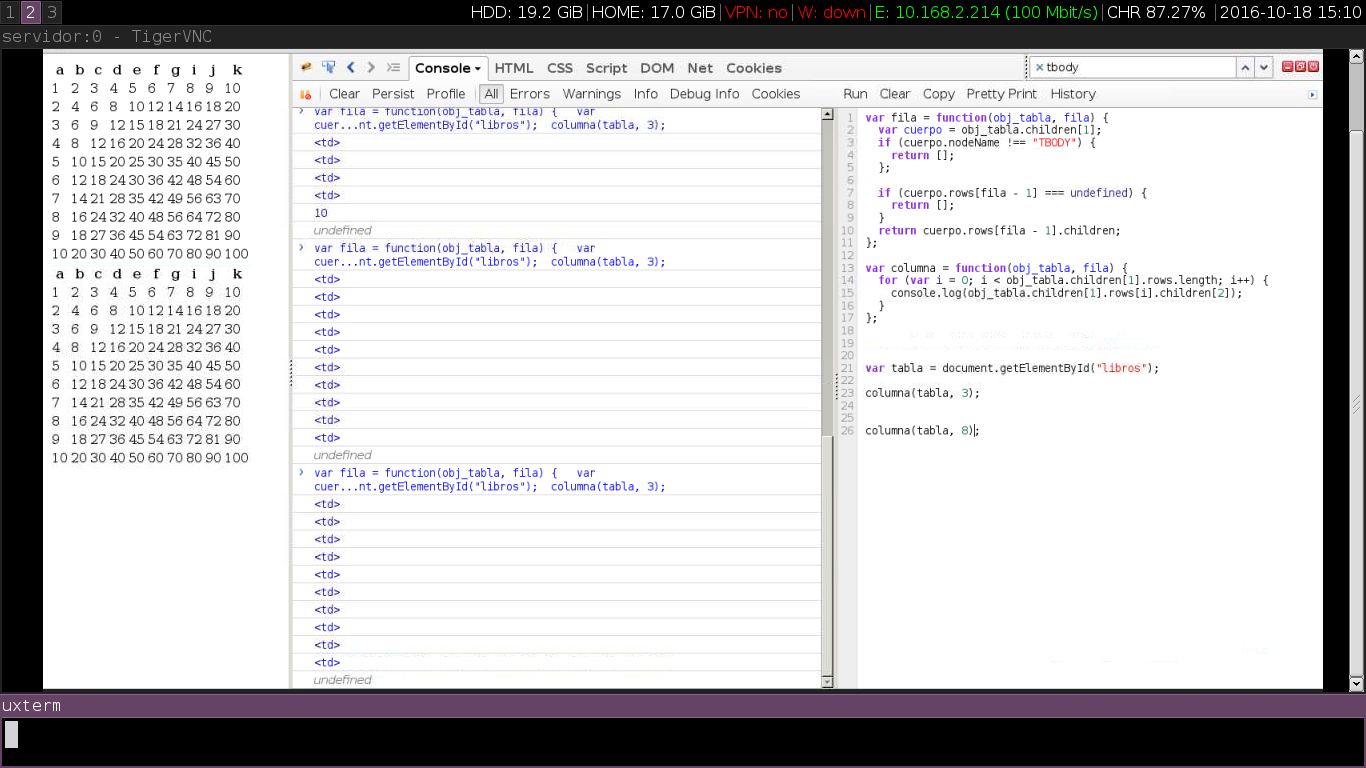 1 2 3 HDD: 19.2 GiB|HOME: 17.0 GiB|VPN: no|W: down|E: 10.168.2.214 (100 Mbit/s)|CHR 87.27% |2016-10-18 15:10
servidor:0 - TigerVNC
a b c d e f g i j k
1 2 3 4 5 6 7 8 9 10
2 4 6 8 10 12 14 16 18 20
3 6 9 12 15 18 21 24 27 30
4 8 12 16 20 24 28 32 36 40
5 10 15 20 25 30 35 40 45 50
6 12 18 24 30 36 42 48 54 60
7 14 21 28 35 42 49 56 63 70
8 16 24 32 40 48 56 64 72 80
9 18 27 36 45 54 63 72 81 90
10 20 30 40 50 60 70 80 90 100
a b c d e f g i j k
1 2 3 4 5 6 7 8 9 10
2 4 6 8 10 12 14 16 18 20
3 6 9 12 15 18 21 24 27 30
4 8 12 16 20 24 28 32 36 40
5 10 15 20 25 30 35 40 45 50
6 12 18 24 30 36 42 48 54 60
7 14 21 28 35 42 49 56 63 70
8 16 24 32 40 48 56 64 72 80
9 18 27 36 45 54 63 72 81 90
10 20 30 40 50 60 70 80 90 100
Console HTML CSS Script DOM Net Cookies
tbody
Clear Persist Profile All Errors Warnings Info Debug Info Cookies
var fila = function(obj_tabla, fila) { var
cuer...nt.getElementById("libros"); columna(tabla, 3);
<td>
<td>
<td>
<td>
10
undefined
var fila = function(obj_tabla, fila) { var
cuer...nt.getElementById("libros"); columna(tabla, 3);
<td>
<td>
<td>
<td>
<td>
<td>
<td>
<td>
<td>
<td>
undefined
var fila = function(obj_tabla, fila) { var
cuer...nt.getElementById("libros"); columna(tabla, 3);
<td>
<td>
<td>
<td>
<td>
<td>
<td>
<td>
<td>
<td>
undefined
Run Clear Copy Pretty Print History
1 var fila = function(obj_tabla, fila) {
2 var cuerpo = obj_tabla.children[1];
3 if (cuerpo.nodeName !== "TBODY") {
4 return [];
5 };
6
7 if (cuerpo.rows[fila - 1] === undefined) {
8 return [];
9 }
10 return cuerpo.rows[fila - 1].children;
11 };
12
13 var columna = function(obj_tabla, fila) {
14 for (var i = 0; i < obj_tabla.children[1].rows.length; i++) {
15 console.log(obj_tabla.children[1].rows[i].children[2]);
16 }
17 };
18
19
20
21 var tabla = document.getElementById("libros");
22
23 columna(tabla, 3);
24
25
26 columna(tabla, 8);
uxterm